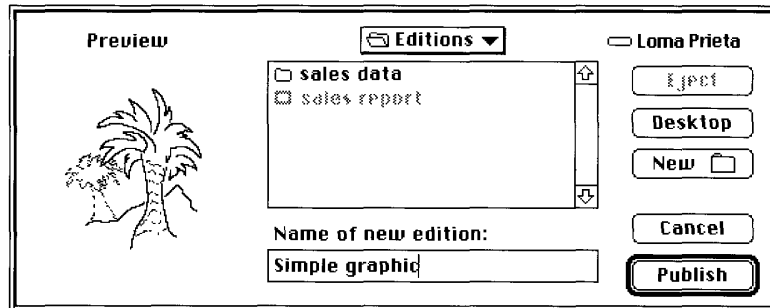 Preview
Editions
Loma Prieta
sales data
sales report
Eject
Desktop
New
Name of new edition:
Simple graphic
Cancel
Publish